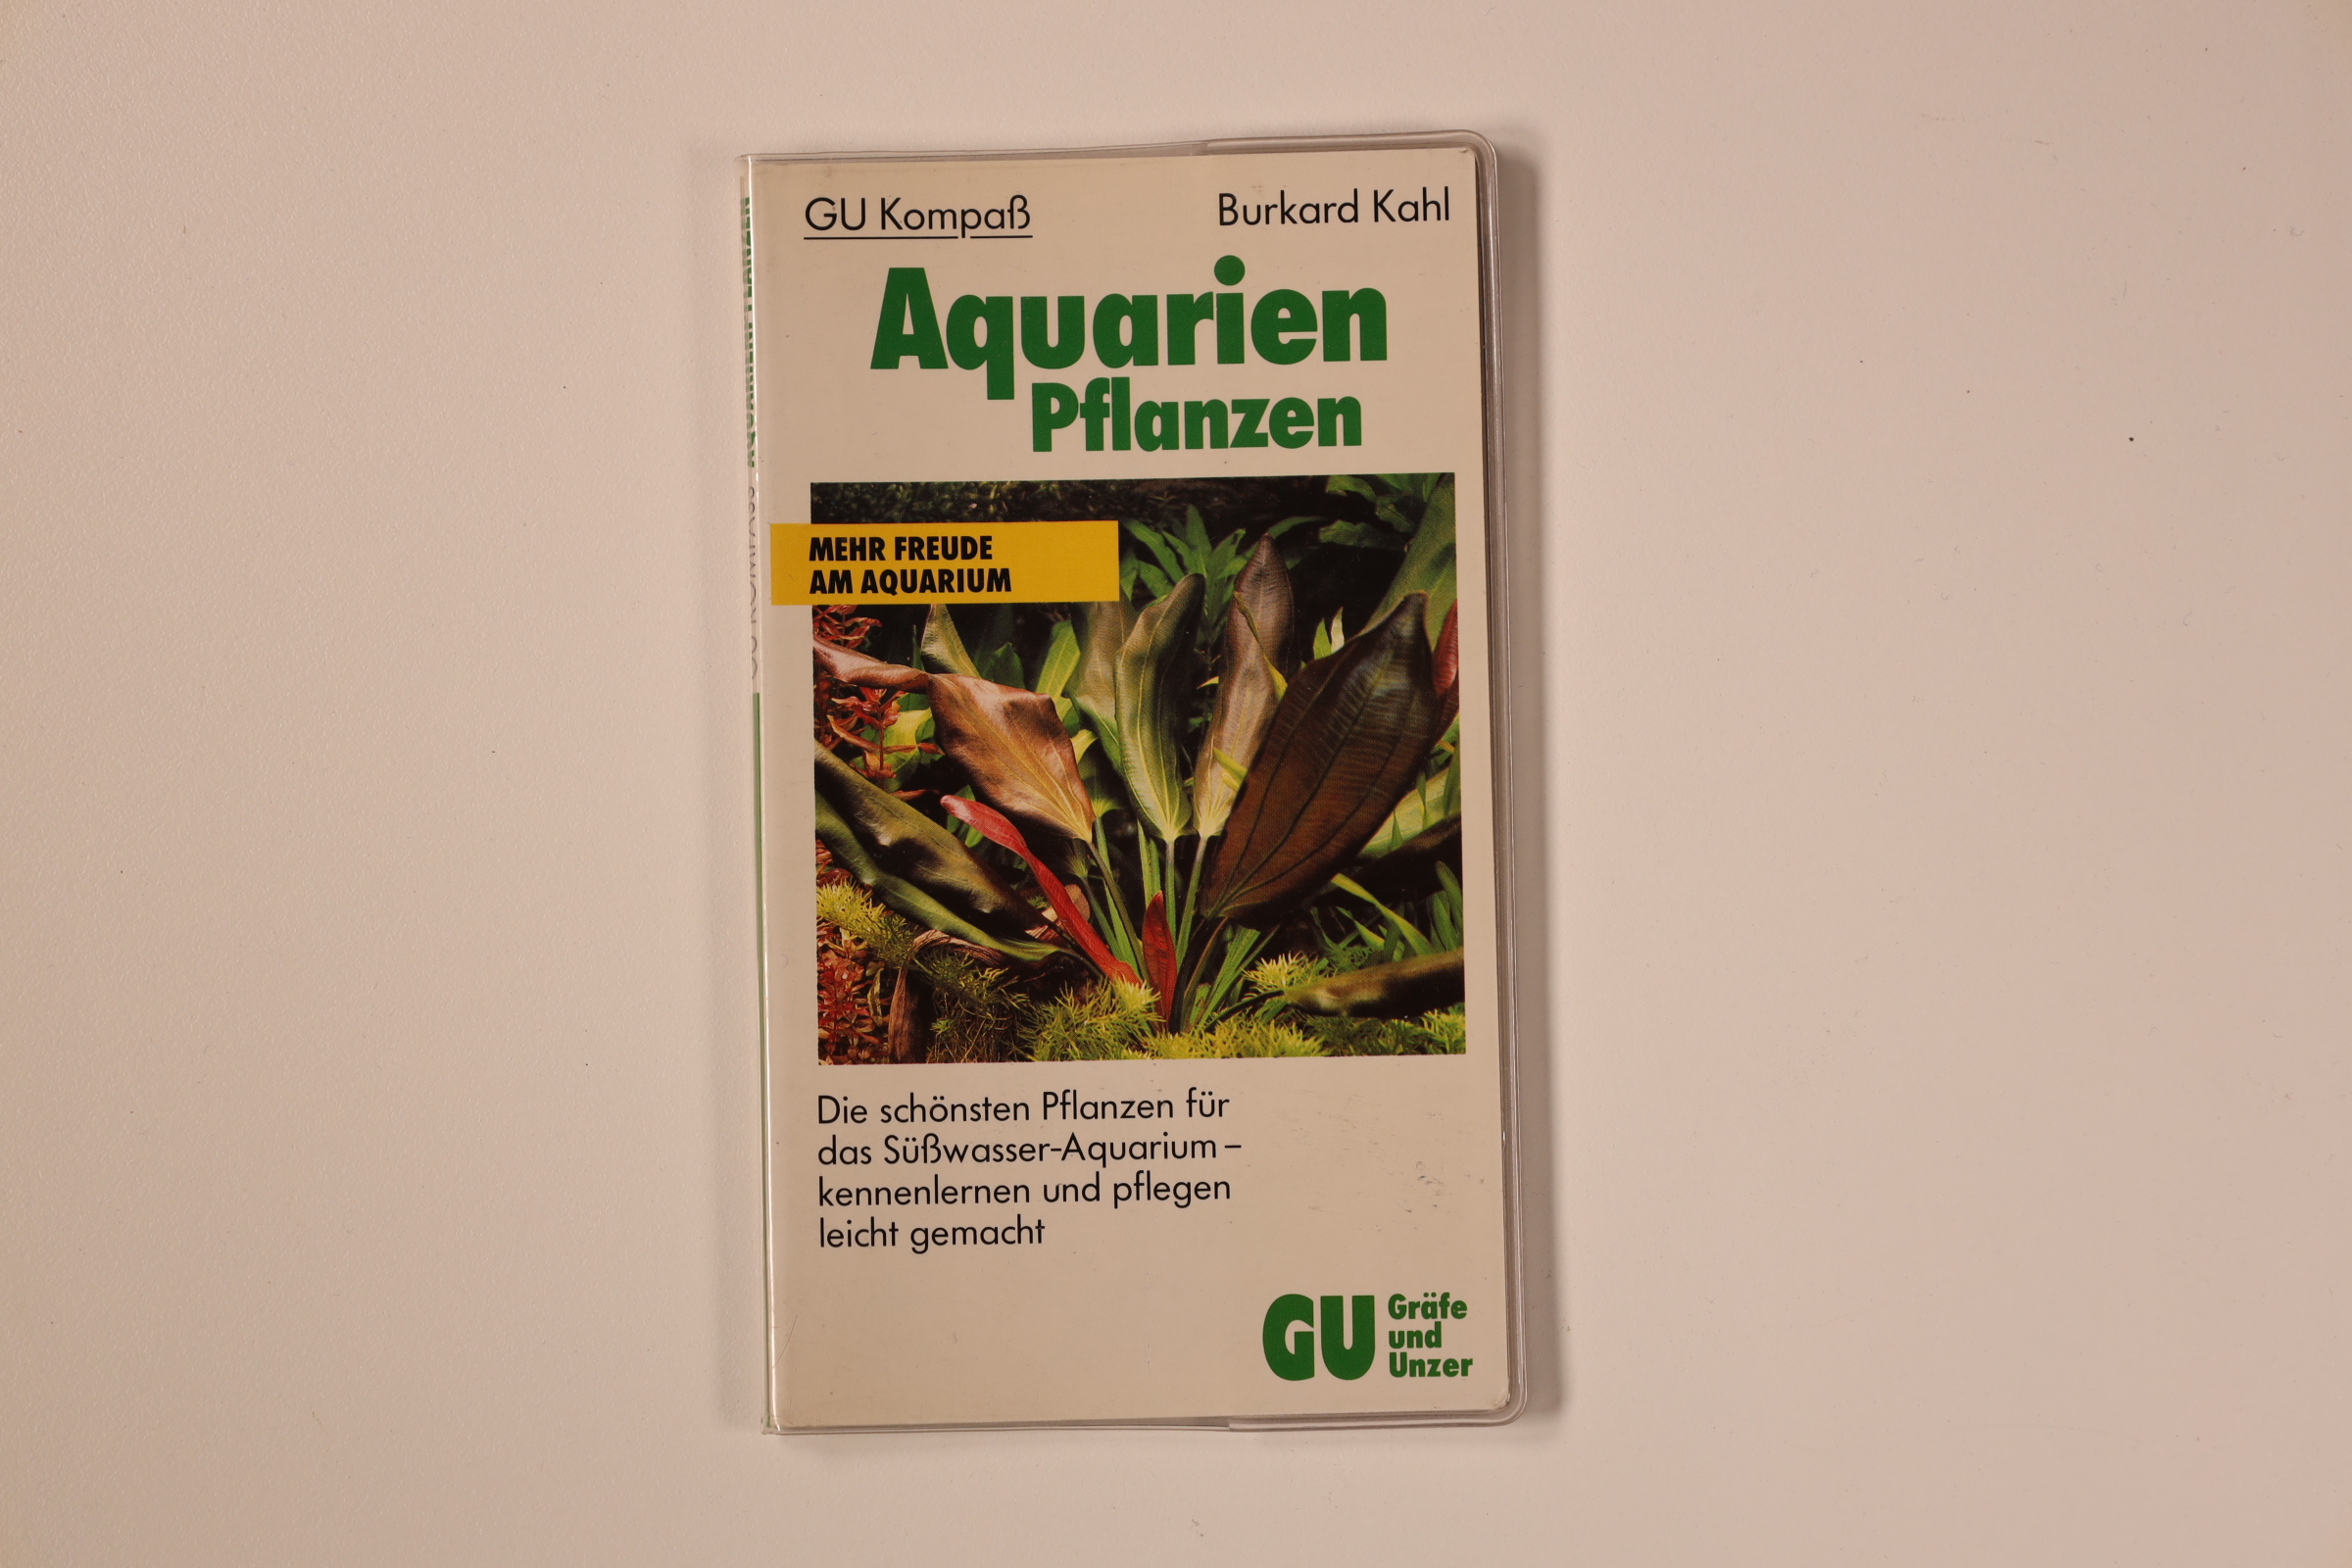 GU Kompaß
Burkard Kahl
Aquarien
Pflanzen
MEHR FREUDE
AM AQUARIUM
Die schönsten Pflanzen für
das Süßwasser-Aquarium –
kennenlernen und pflegen
leicht gemacht
GU
Gräfe
und
Unzer